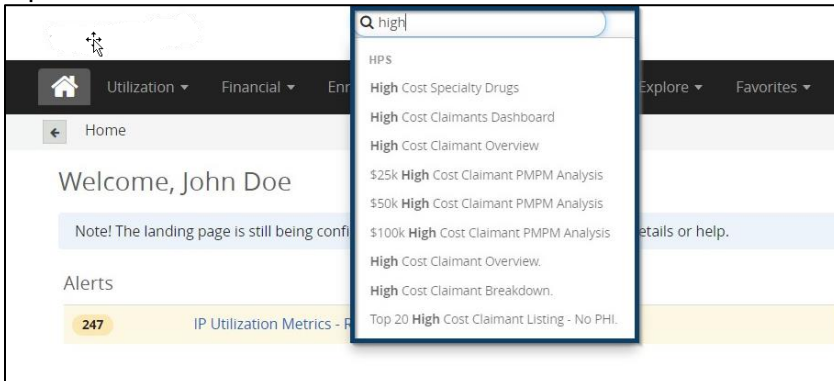 high
HPS
High Cost Specialty Drugs
High Cost Claimants Dashboard
High Cost Claimant Overview
$25k High Cost Claimant PMPM Analysis
$50k High Cost Claimant PMPM Analysis
$100k High Cost Claimant PMPM Analysis
High Cost Claimant Overview.
High Cost Claimant Breakdown.
Top 20 High Cost Claimant Listing - No PHI.
Utilization Financial Explore Favorites
Home
Welcome, John Doe
Note! The landing page is still being etails or help.
Alerts
247 IP Utilization Metrics -